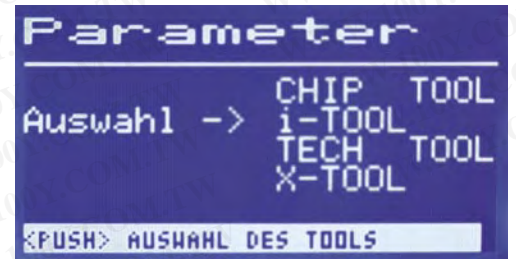 Parameter
CHIP TOOL
Auswahl -> i-TOOL
TECH TOOL
X-TOOL
<PUSH> AUSWAHL DES TOOLS